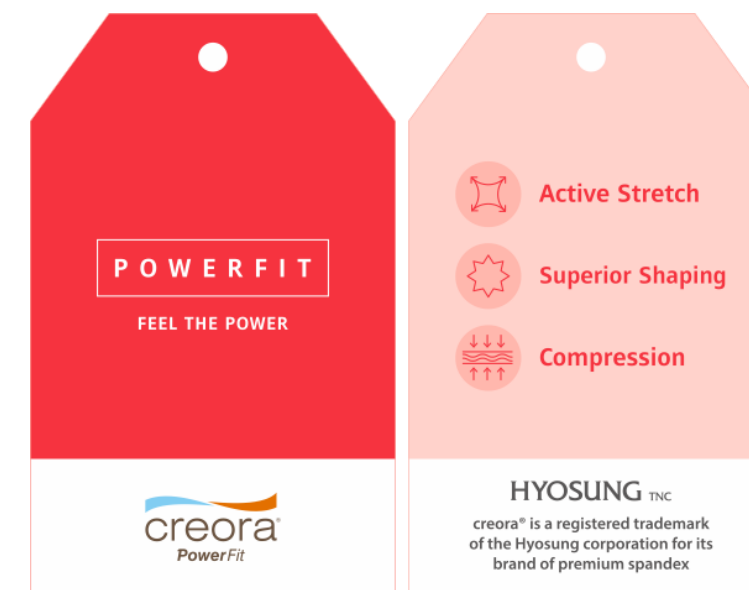 POWERFIT
FEEL THE POWER
creora®
PowerFit
Active Stretch
Superior Shaping
Compression
HYOSUNG TNC
creora® is a registered trademark
of the Hyosung corporation for its
brand of premium spandex